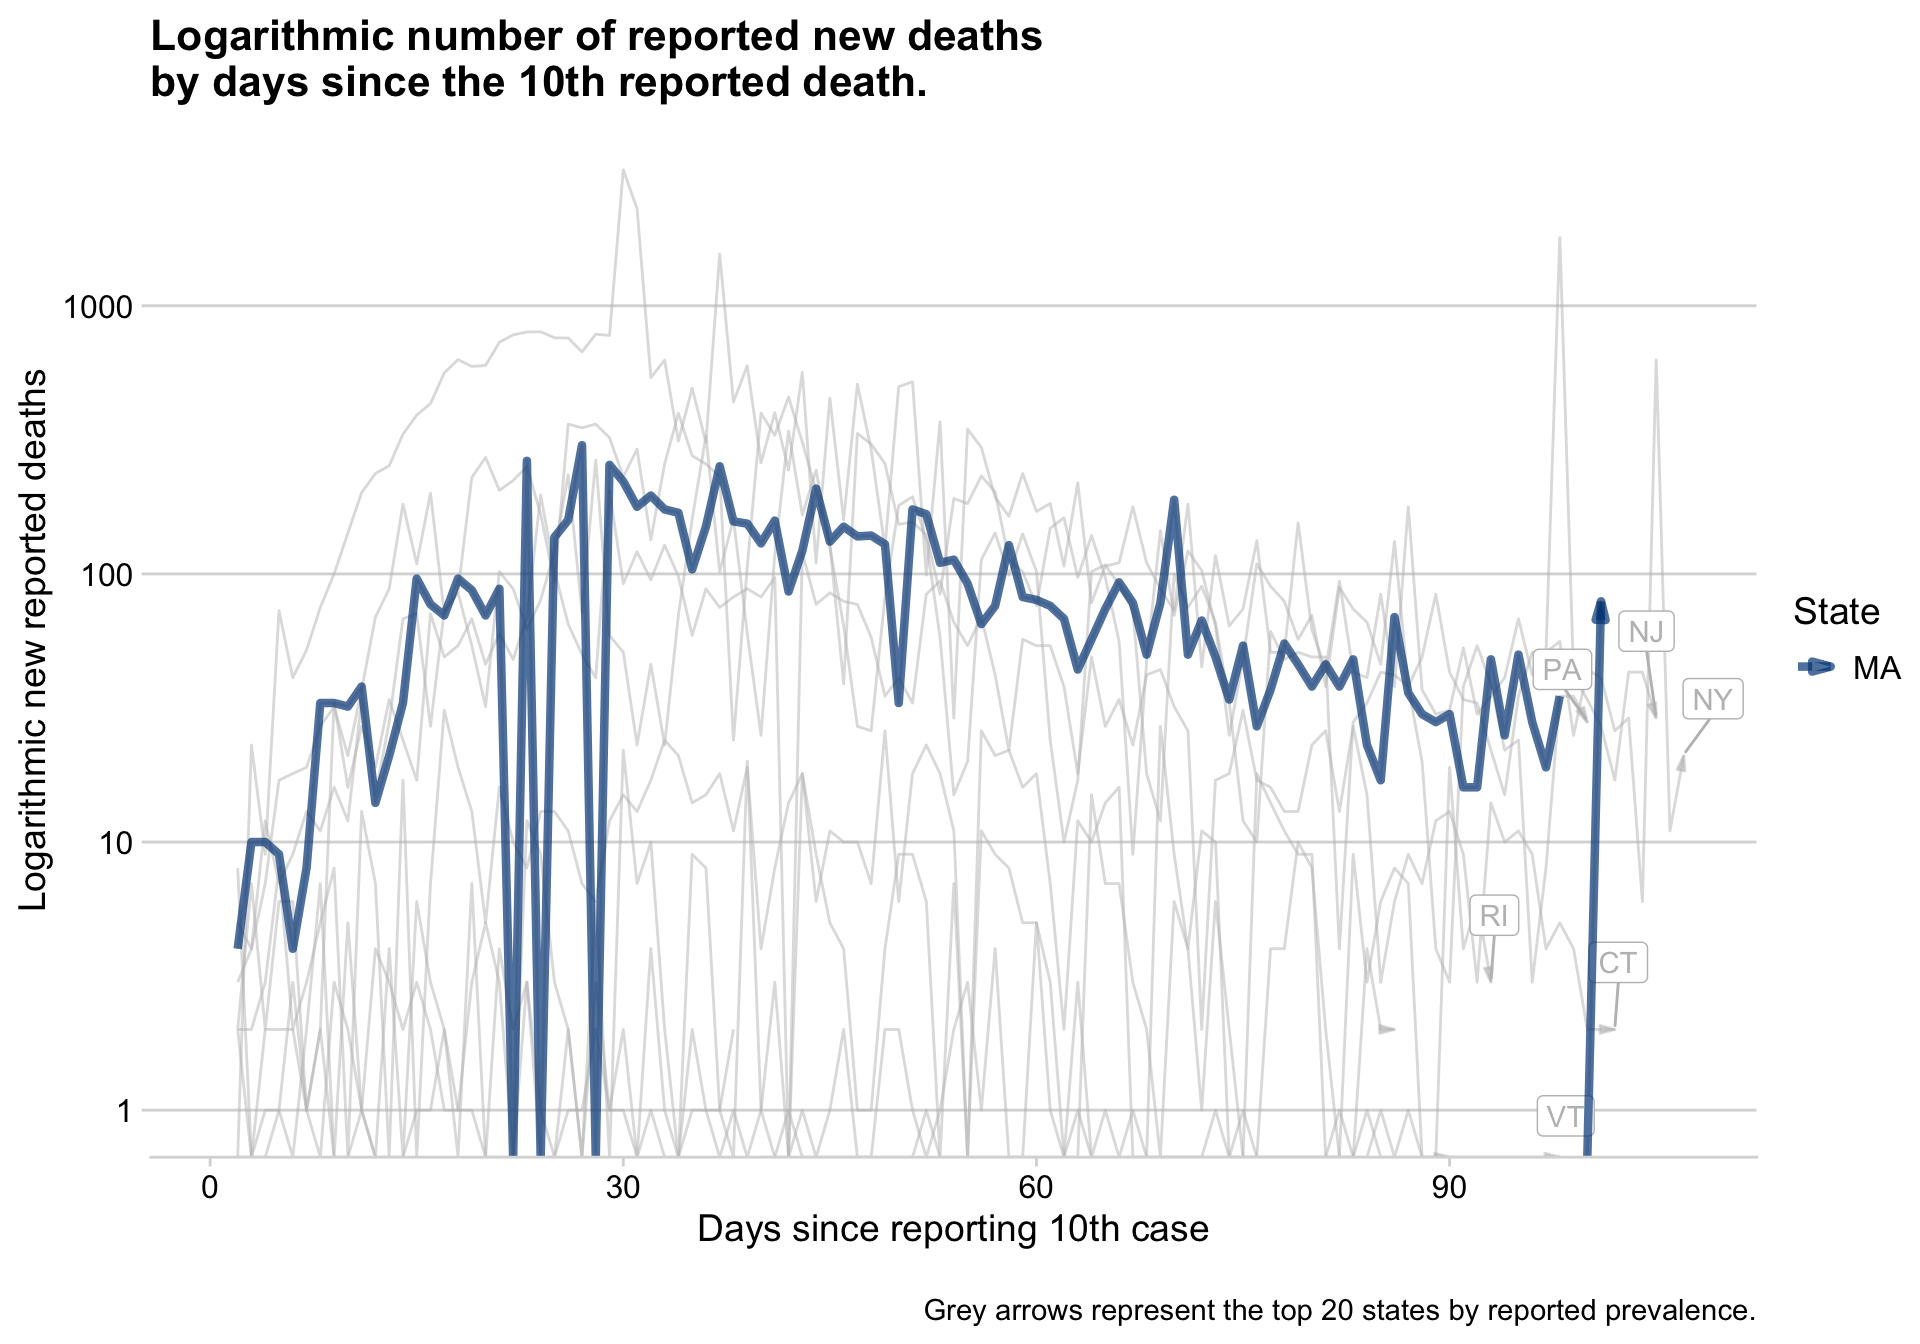 Logarithmic number of reported new deaths
by days since the 10th reported death.
Logarithmic new reported deaths
1000
100
10
1
0
30
60
90
Days since reporting 10th case
PA
NJ
NY
RI
CT
VT
State
MA
Grey arrows represent the top 20 states by reported prevalence.